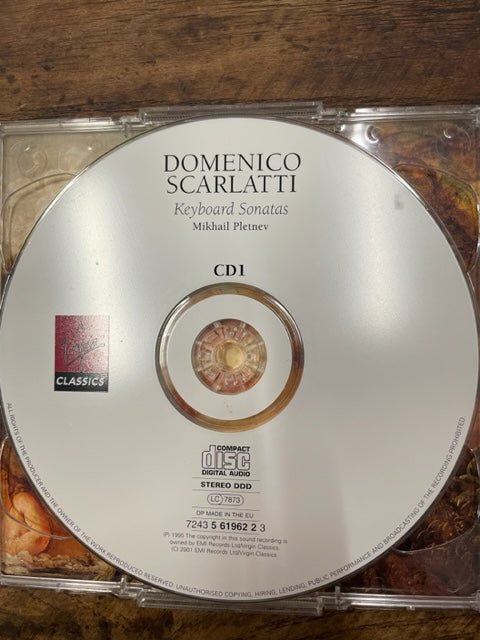 DOMENICO
SCARLATTI
Keyboard Sonatas
Mikhail Pletnev
CD1
Virgin
CLASSICS
COMPACT
disc
DIGITAL AUDIO
STEREO DDD
LC 7873
DP MADE IN THE EU
7243 5 61962 2 3
(P) 1995 The copyright in this sound recording is
owned by EMI Records Ltd/Virgin Classics.
(C) 2001 EMI Records Ltd/Virgin Classics.
ALL RIGHTS OF THE PRODUCER AND THE OWNER OF THE WORK REPRODUCED RESERVED. UNAUTHORISED COPYING, HIRING, LENDING, PUBLIC PERFORMANCE AND BROADCASTING OF THE RECORDING PROHIBITED